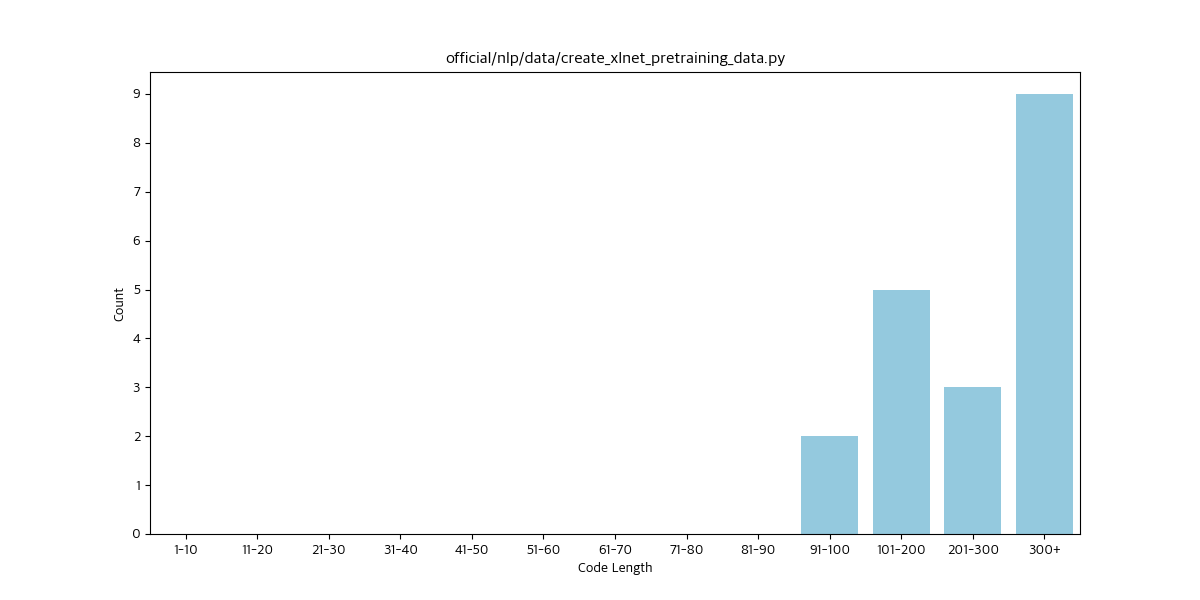 official/nlp/data/create_xlnet_pretraining_data.py
Count
9
8
7
6
5
4
3
2
1
0
1-10 11-20 21-30 31-40 41-50 51-60 61-70 71-80 81-90 91-100 101-200 201-300 300+
Code Length